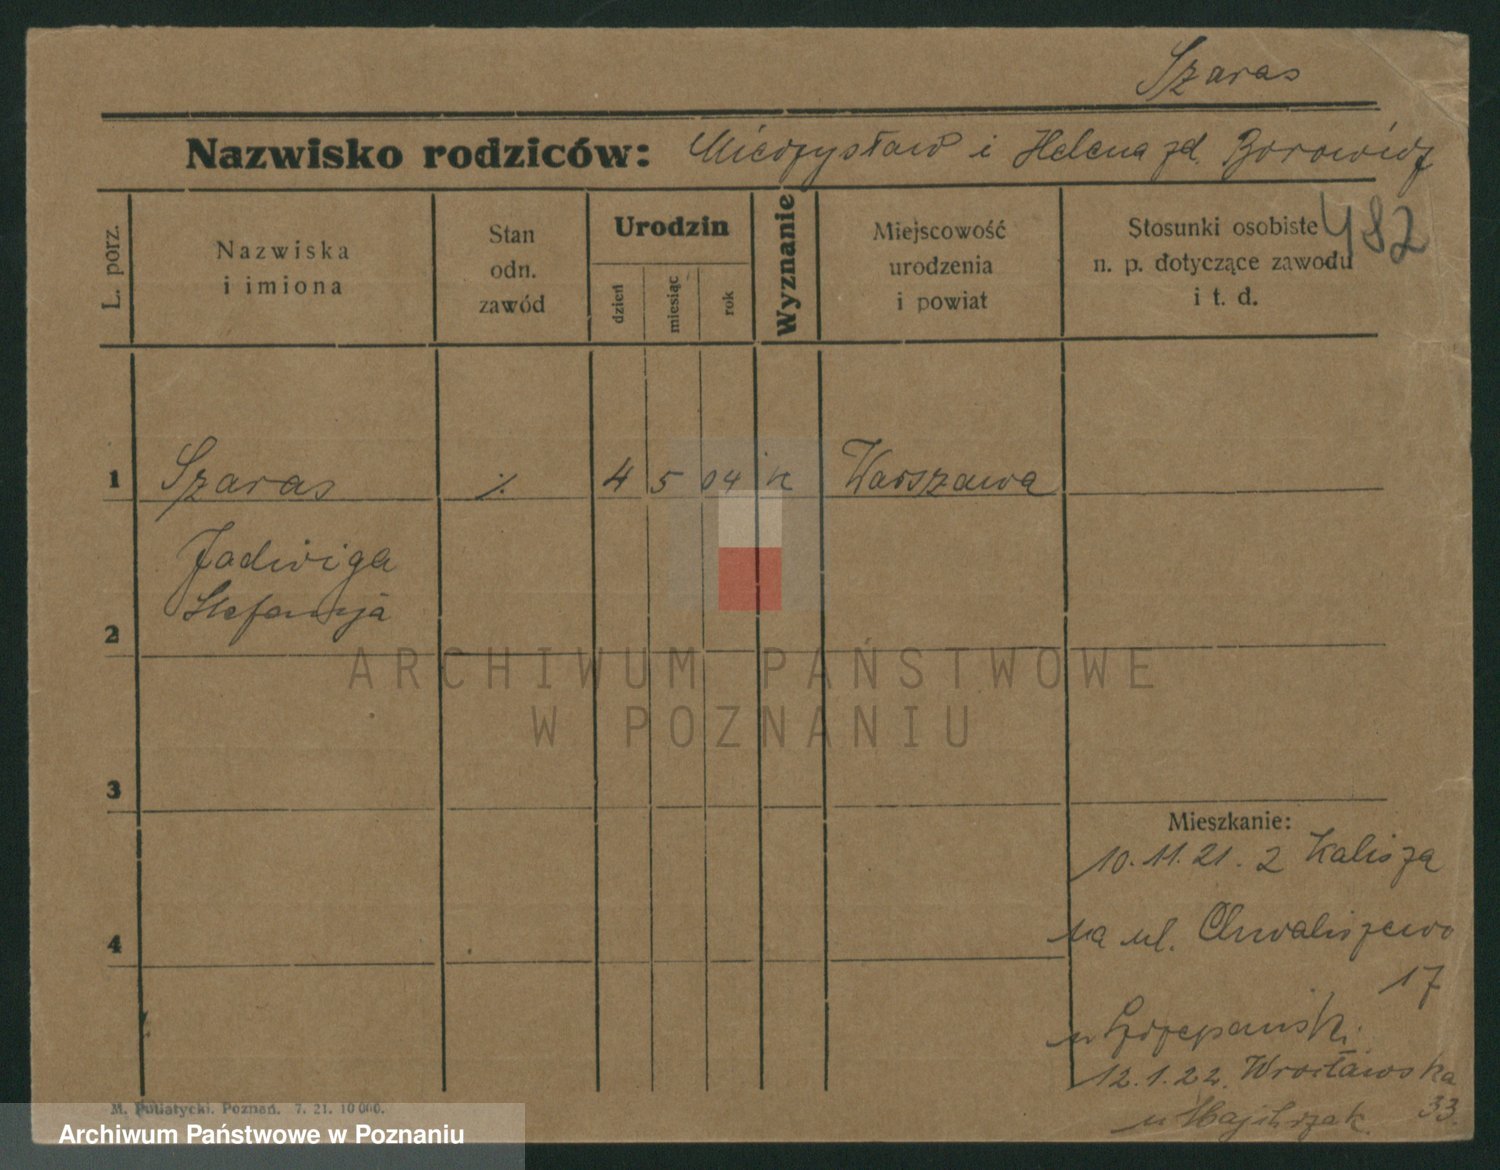 Szaras
Nazwisko rodziców: Mieczysław i Helena zd. Borowicz
L. porz.
Nazwiska
i imiona
Stan
odn.
zawód
Urodzin
dzień
miesiąc
rok
Wyznanie
Miejscowość
urodzenia
i powiat
Stosunki osobiste
n. p. dotyczące zawodu
i t. d.
482
1 Szaras ·/. 4 5 04 k Warszawa
Jadwiga
Stefanja
2
ARCHIWUM PAŃSTWOWE
W POZNANIU
3
Mieszkanie:
10.11.21. z Kalisza
4
na ul. Chwaliszewo
17
u Szczepański.
12.1.22. Wrocławska
33.
u Majchrzak.
M. Putiatycki. Poznań. 7. 21. 10 000.
Archiwum Państwowe w Poznaniu